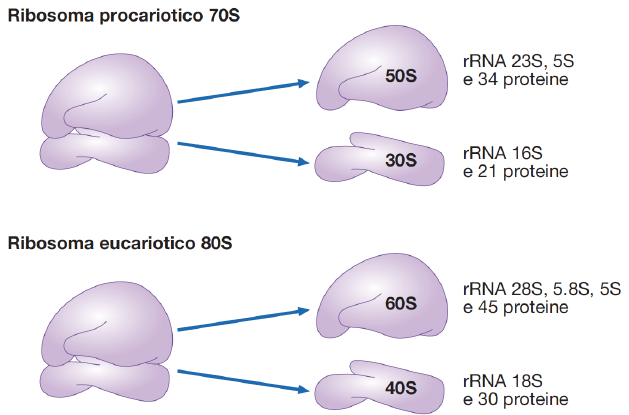 Ribosoma procariotico 70S
50S
rRNA 23S, 5S
e 34 proteine
30S
rRNA 16S
e 21 proteine
Ribosoma eucariotico 80S
60S
rRNA 28S, 5.8S, 5S
e 45 proteine
40S
rRNA 18S
e 30 proteine